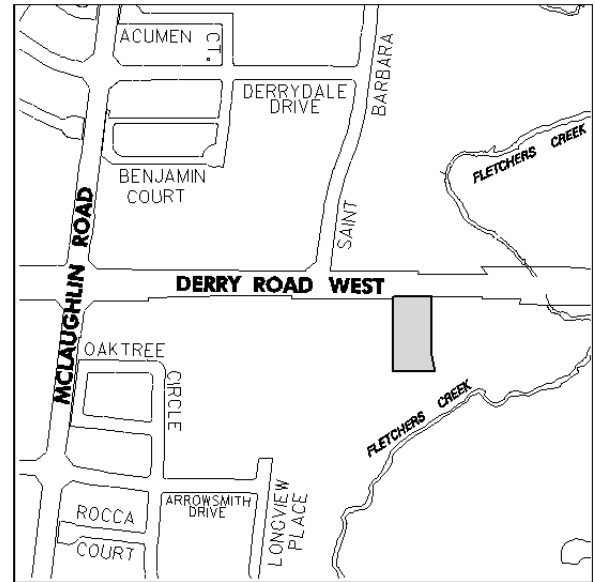 ACUMEN
CT.
DERRYDALE
DRIVE
BARBARA
SAINT
BENJAMIN
COURT
FLETCHERS CREEK
MCLAUGHLIN ROAD
DERRY ROAD WEST
OAKTREE
CIRCLE
FLETCHERS CREEK
ARROWSMITH
DRIVE
LONGVIEW
PLACE
ROCCA
COURT